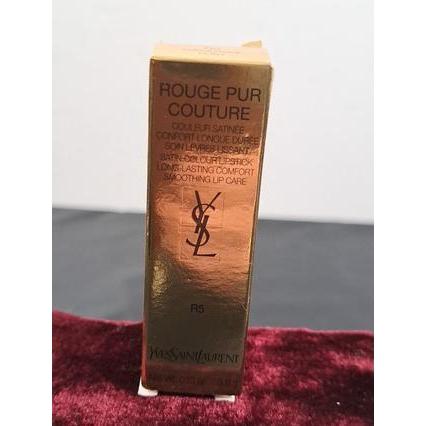 ROUGE PUR
COUTURE
COULEUR SATINÉE
CONFORT LONGUE DURÉE
SOIN LÈVRES LISSANT
SATIN-COLOUR LIPSTICK
LONG-LASTING COMFORT
SMOOTHING LIP CARE
YSL
R5
YVESSAINTLAURENT